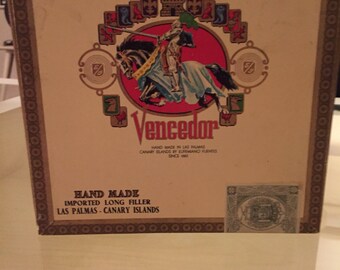 Vencedor
HAND MADE IN LAS PALMAS
CANARY ISLANDS BY
SINCE
HAND MADE
IMPORTED LONG FILLER
LAS PALMAS - CANARY ISLANDS